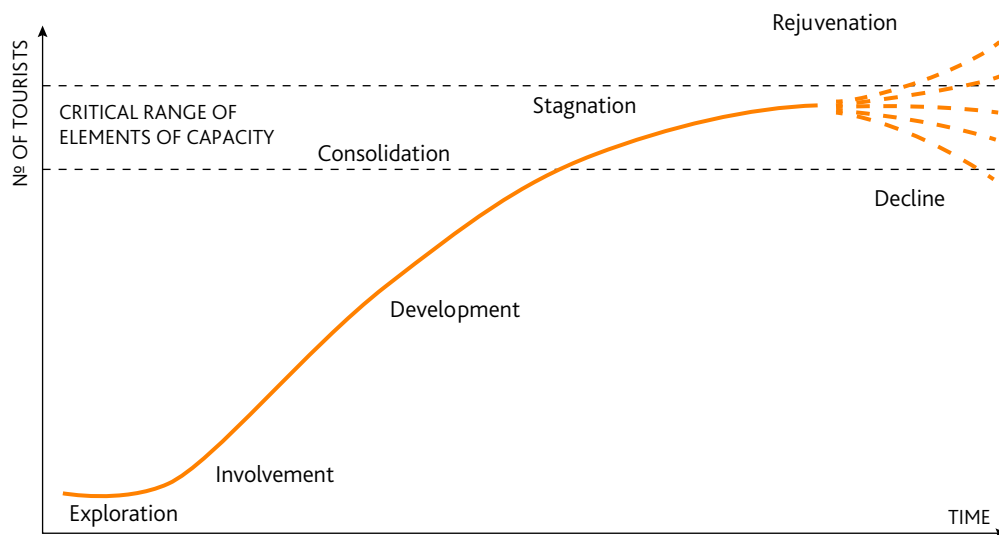 Rejuvenation
Nº OF TOURISTS
CRITICAL RANGE OF
ELEMENTS OF CAPACITY
Stagnation
Consolidation
Decline
Development
Involvement
Exploration
TIME